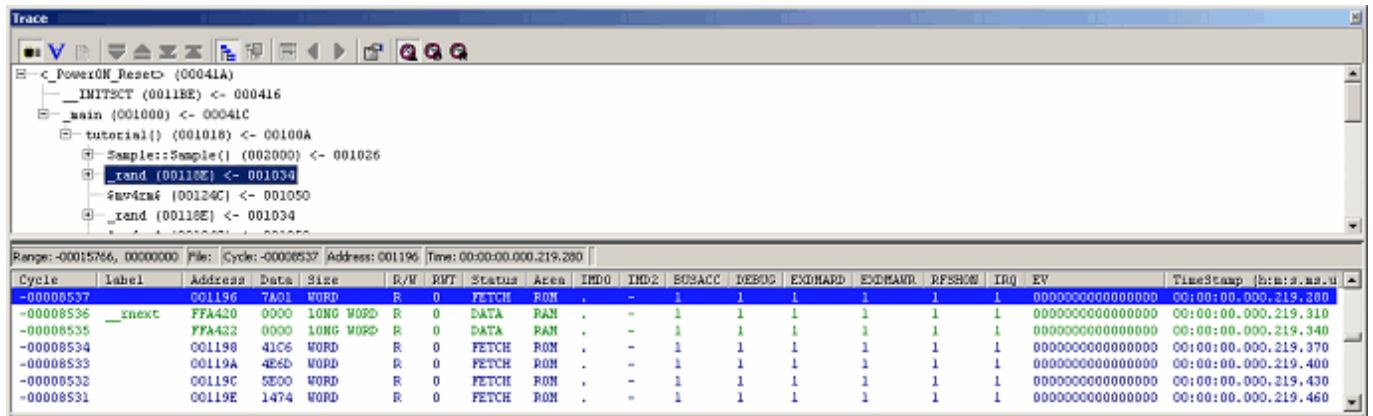 Trace
<_PowerON_Reset> (00041A)
__INITSCT (0011BE) <- 000416
_main (001000) <- 00041C
tutorial() (001018) <- 00100A
Sample::Sample() (002000) <- 001026
_rand (00118E) <- 001034
$mv4rm$ (00124C) <- 001050
_rand (00118E) <- 001034
Range: -00015766, 00000000 File: Cycle: -00008537 Address: 001196 Time: 00:00:00.000.219.280
Cycle Label Address Data Size R/W RWT Status Area IMD0 IMD2 BUSACC DEBUG EXDMARD EXDMAWR RFSHON IRQ EV TimeStamp (h:m:s.ms.u
-00008537 001196 7A01 WORD R 0 FETCH ROM . - 1 1 1 1 1 1 0000000000000000 00:00:00.000.219.280
-00008536 __rnext FFA420 0000 LONG WORD R 0 DATA RAM . - 1 1 1 1 1 1 0000000000000000 00:00:00.000.219.310
-00008535 FFA422 0000 LONG WORD R 0 DATA RAM . - 1 1 1 1 1 1 0000000000000000 00:00:00.000.219.340
-00008534 001198 41C6 WORD R 0 FETCH ROM . - 1 1 1 1 1 1 0000000000000000 00:00:00.000.219.370
-00008533 00119A 4E6D WORD R 0 FETCH ROM . - 1 1 1 1 1 1 0000000000000000 00:00:00.000.219.400
-00008532 00119C 5E00 WORD R 0 FETCH ROM . - 1 1 1 1 1 1 0000000000000000 00:00:00.000.219.430
-00008531 00119E 1474 WORD R 0 FETCH ROM . - 1 1 1 1 1 1 0000000000000000 00:00:00.000.219.460